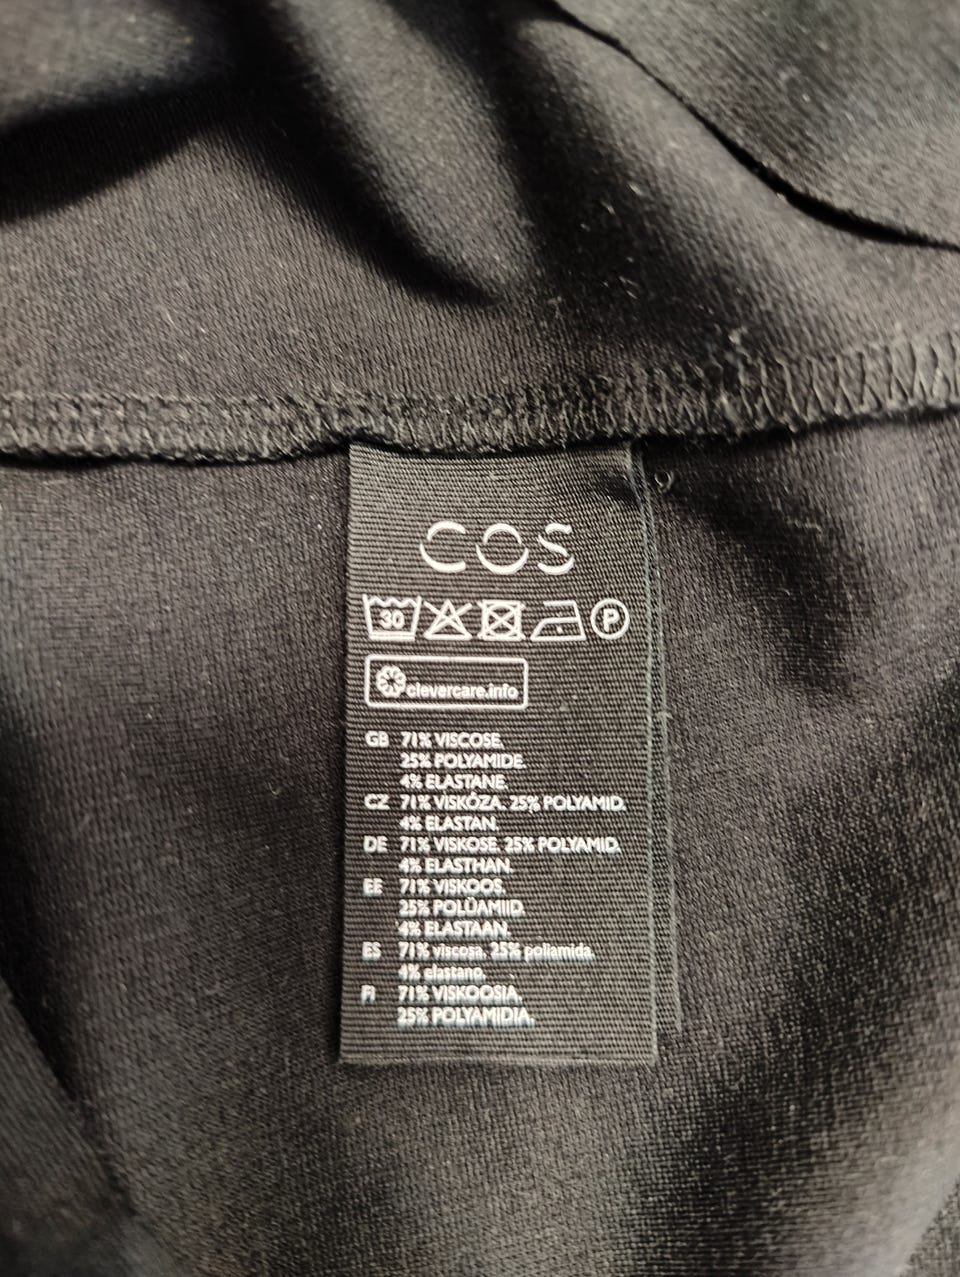 COS
30
P
clevercare.info
GB 71% VISCOSE,
25% POLYAMIDE.
4% ELASTANE.
CZ 71% VISKÓZA, 25% POLYAMID,
4% ELASTAN.
DE 71% VISKOSE, 25% POLYAMID,
4% ELASTHAN.
EE 71% VISKOOS,
25% POLÜAMIID.
4% ELASTAAN.
ES 71% viscosa, 25% poliamida,
4% elastano.
FI 71% VISKOOSIA,
25% POLYAMIDIA,